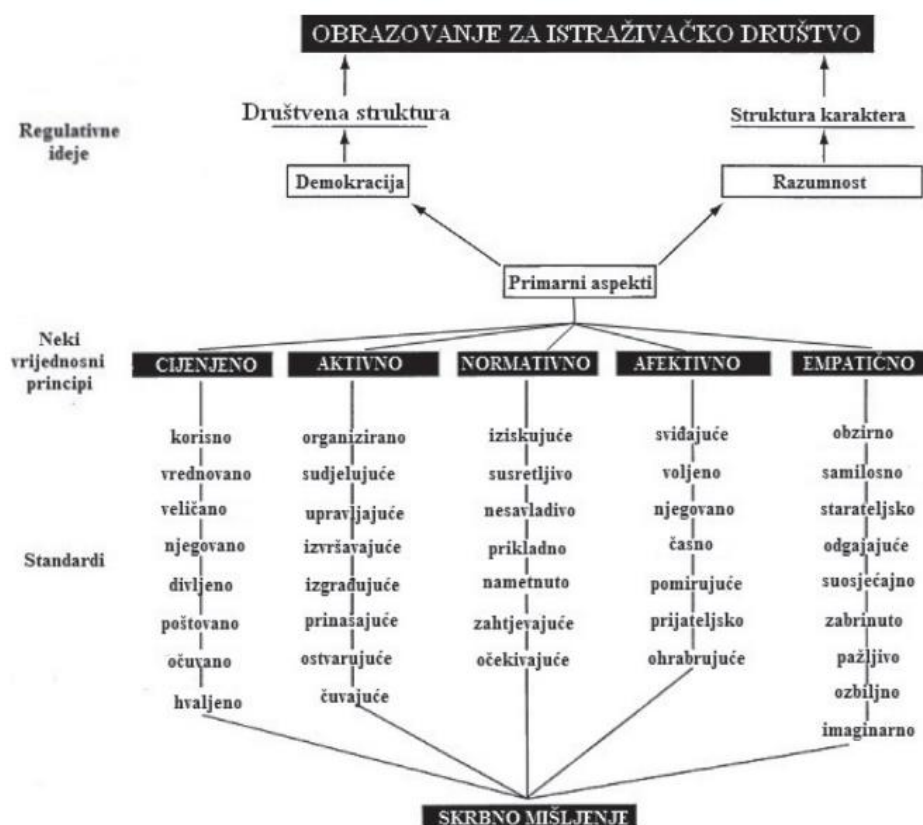 OBRAZOVANJE ZA ISTRAŽIVAČKO DRUŠTVO
Regulativne
ideje
Društvena struktura
Struktura karaktera
Demokracija
Razumnost
Primarni aspekti
Neki
vrijednosni
principi
CIJENJENO
AKTIVNO
NORMATIVNO
AFEKTIVNO
EMPATIČNO
Standardi
korisno
vrednovano
veličano
njegovano
divljeno
poštovano
očuvano
hvaljeno
organizirano
sudjelujuće
upravljajuće
izvršavajuće
izgrađujuće
prinašajuće
ostvarujuće
čuvajuće
iziskujuće
susretljivo
nesavladivo
prikladno
nametnuto
zahtjevajuće
očekivajuće
sviđajuće
voljeno
njegovano
časno
pomirujuće
prijateljsko
ohrabrujuće
obzirno
samilosno
starateljsko
odgajajuće
suosjećajno
zabrinuto
pažljivo
ozbiljno
imaginarno
SKRBNO MIŠLJENJE